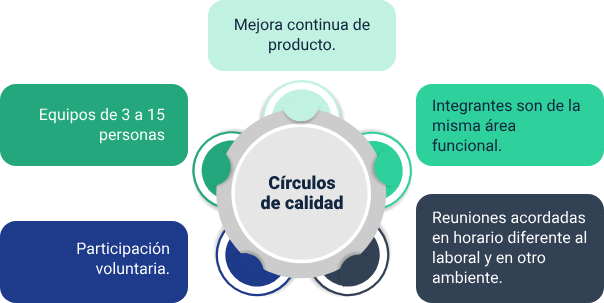 Mejora continua de
producto.
Equipos de 3 a 15
personas
Integrantes son de la
misma área
funcional.
Círculos
de calidad
Participación
voluntaria.
Reuniones acordadas
en horario diferente al
laboral y en otro
ambiente.